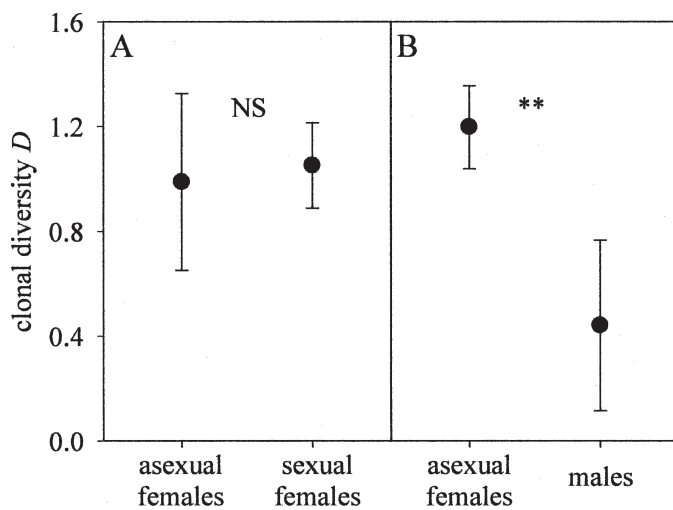 1.6
A
B
NS
**
1.2
0.8
0.4
0.0
clonal diversity D
asexual females
sexual females
asexual females
males